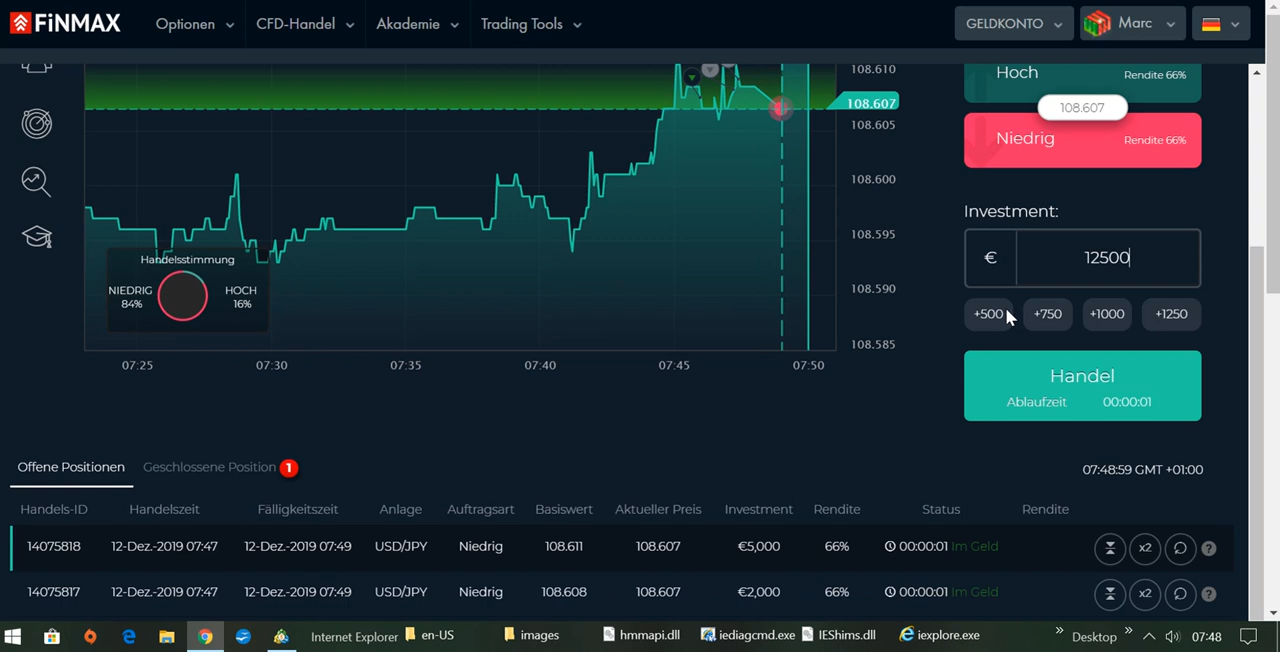 FiNMAX Optionen CFD-Handel Akademie Trading Tools GELDKONTO Marc
108.610
108.607
108.605
108.600
108.595
108.590
108.585
Handelsstimmung
NIEDRIG HOCH
84% 16%
07:25 07:30 07:35 07:40 07:45 07:50
Hoch Rendite 66%
108.607
Niedrig Rendite 66%
Investment:
€ 12500
+500 +750 +1000 +1250
Handel
Ablaufzeit 00:00:01
Offene Positionen Geschlossene Position 1 07:48:59 GMT +01:00
Handels-ID Handelszeit Fälligkeitszeit Anlage Auftragsart Basiswert Aktueller Preis Investment Rendite Status Rendite
14075818 12-Dez.-2019 07:47 12-Dez.-2019 07:49 USD/JPY Niedrig 108.611 108.607 €5,000 66% 00:00:01 Im Geld x2 ?
14075817 12-Dez.-2019 07:47 12-Dez.-2019 07:49 USD/JPY Niedrig 108.608 108.607 €2,000 66% 00:00:01 Im Geld x2 ?
Internet Explorer en-US images hmmapi.dll iediagcmd.exe IEShims.dll iexplore.exe » Desktop » 07:48